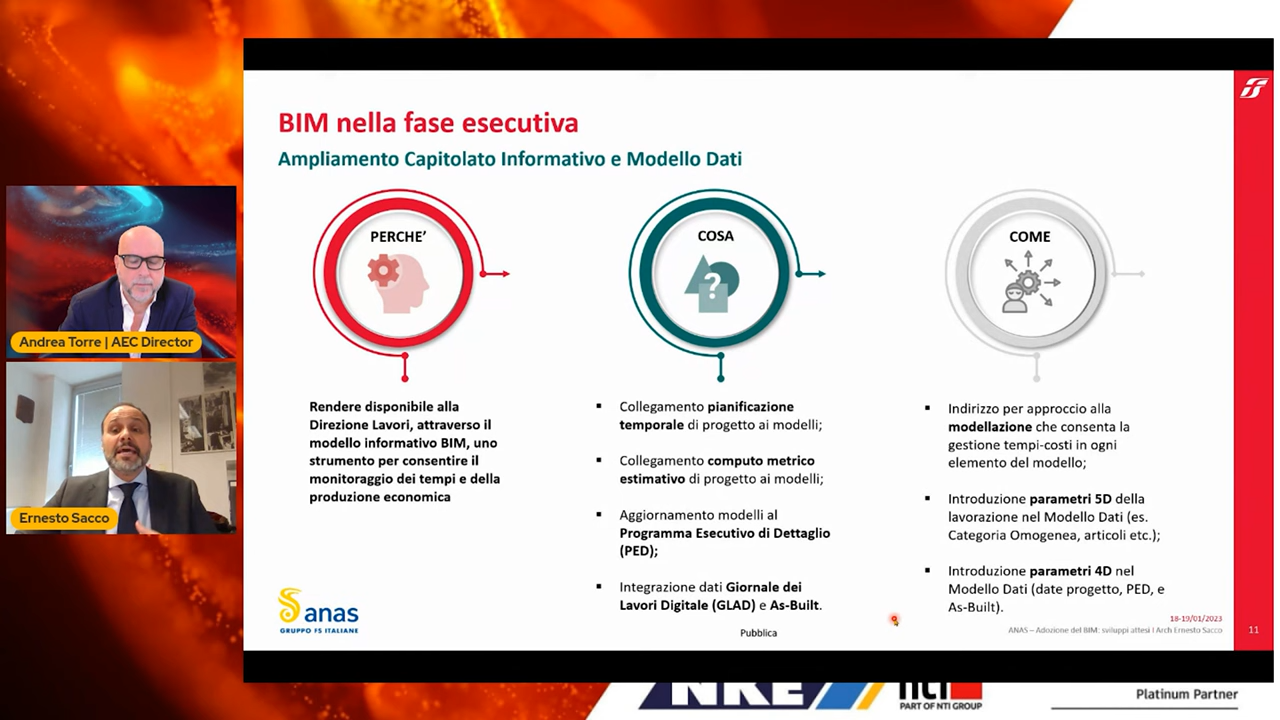 BIM nella fase esecutiva
Ampliamento Capitolato Informativo e Modello Dati
PERCHE’
Rendere disponibile alla
Direzione Lavori, attraverso il
modello informativo BIM, uno
strumento per consentire il
monitoraggio dei tempi e della
produzione economica
COSA
▪ Collegamento pianificazione
temporale di progetto ai modelli;
▪ Collegamento computo metrico
estimativo di progetto ai modelli;
▪ Aggiornamento modelli al
Programma Esecutivo di Dettaglio
(PED);
▪ Integrazione dati Giornale dei
Lavori Digitale (GLAD) e As-Built.
COME
▪ Indirizzo per approccio alla
modellazione che consenta la
gestione tempi-costi in ogni
elemento del modello;
▪ Introduzione parametri 5D della
lavorazione nel Modello Dati (es.
Categoria Omogenea, articoli etc.);
▪ Introduzione parametri 4D nel
Modello Dati (date progetto, PED, e
As-Built).
Andrea Torre | AEC Director
Ernesto Sacco
anas
GRUPPO FS ITALIANE
Pubblica
18-19/01/2023
ANAS – Adozione del BIM: sviluppi attesi I Arch Ernesto Sacco
11
NKE
nti
PART OF NTI GROUP
Platinum Partner